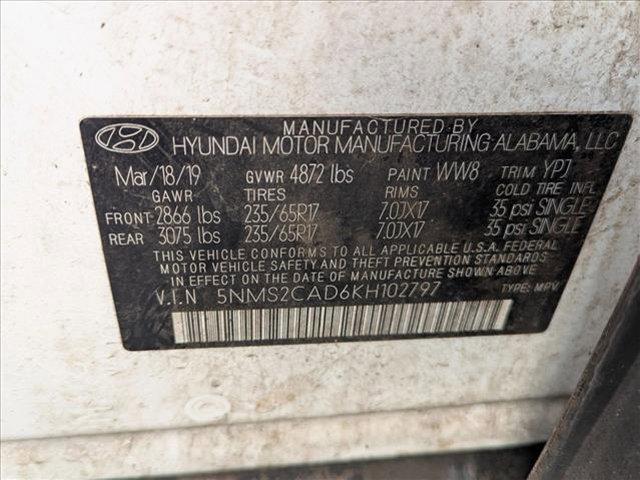 MANUFACTURED BY
HYUNDAI MOTOR MANUFACTURING ALABAMA, LLC
Mar/18/19 GVWR 4872 lbs PAINT WW8 TRIM YPJ
GAWR TIRES RIMS COLD TIRE INFL
FRONT 2866 lbs 235/65R17 7.0JX17 35 psi SINGLE
REAR 3075 lbs 235/65R17 7.0JX17 35 psi SINGLE
THIS VEHICLE CONFORMS TO ALL APPLICABLE U.S.A. FEDERAL
MOTOR VEHICLE SAFETY AND THEFT PREVENTION STANDARDS
IN EFFECT ON THE DATE OF MANUFACTURE SHOWN ABOVE.
V.I.N 5NMS2CAD6KH102797 TYPE: MPV